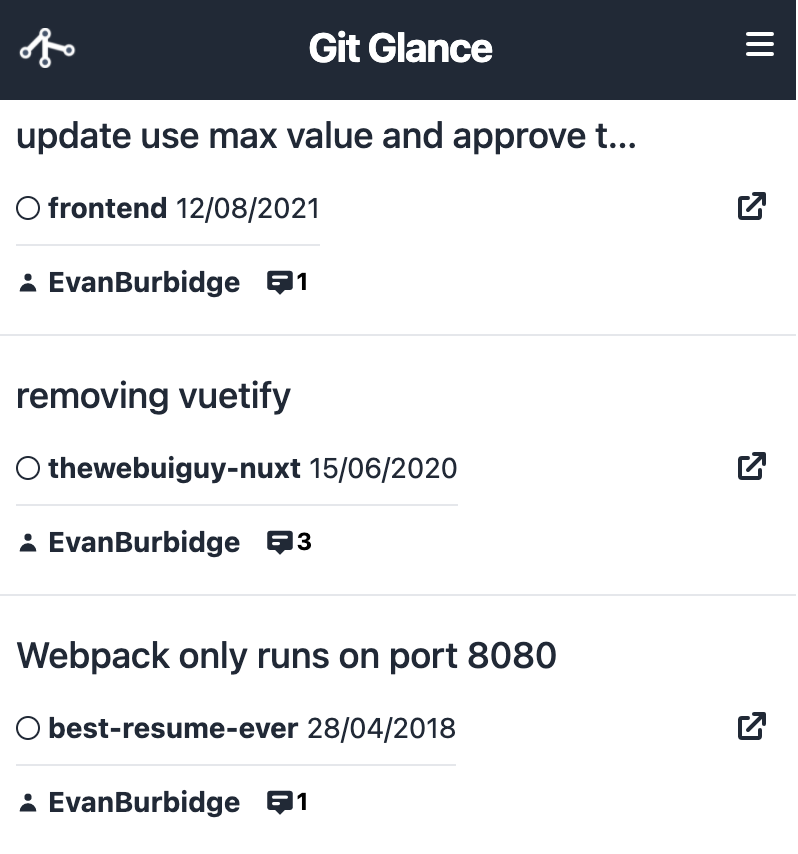 Git Glance
update use max value and approve t...
frontend 12/08/2021
EvanBurbidge 1
removing vuetify
thewebuiguy-nuxt 15/06/2020
EvanBurbidge 3
Webpack only runs on port 8080
best-resume-ever 28/04/2018
EvanBurbidge 1